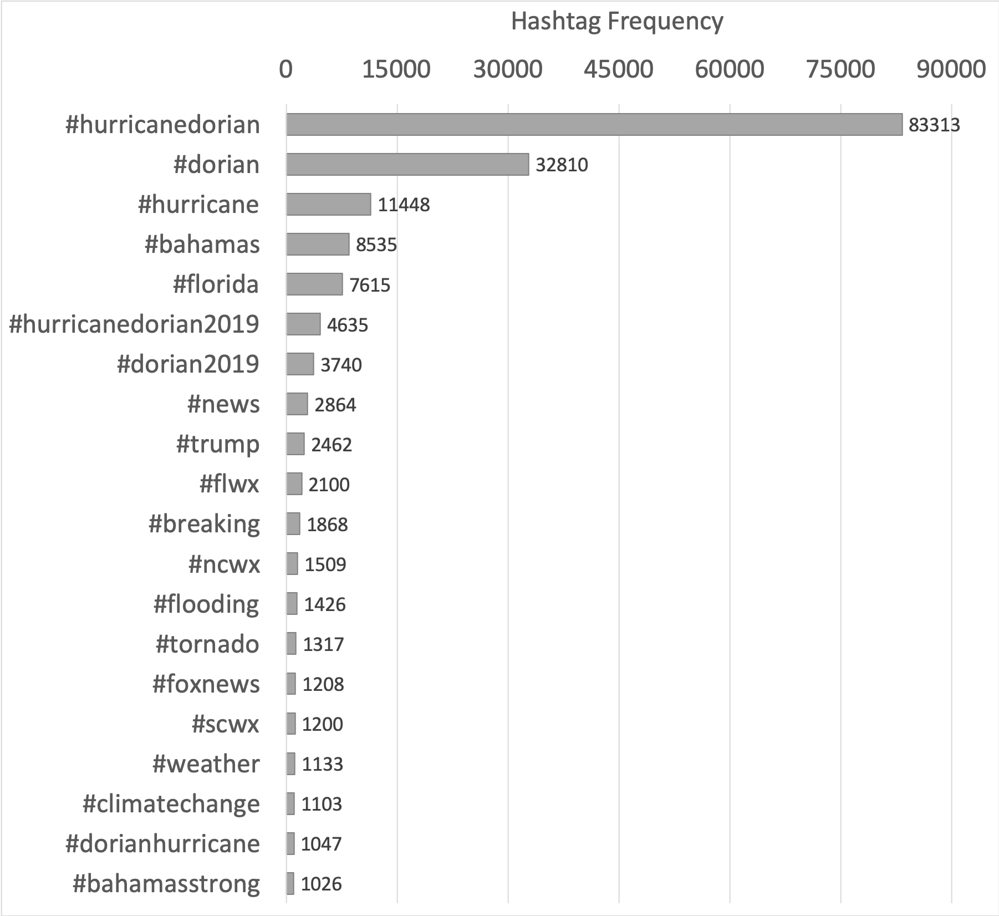 Hashtag Frequency
0 15000 30000 45000 60000 75000 90000
#hurricanedorian 83313
#dorian 32810
#hurricane 11448
#bahamas 8535
#florida 7615
#hurricanedorian2019 4635
#dorian2019 3740
#news 2864
#trump 2462
#flwx 2100
#breaking 1868
#ncwx 1509
#flooding 1426
#tornado 1317
#foxnews 1208
#scwx 1200
#weather 1133
#climatechange 1103
#dorianhurricane 1047
#bahamasstrong 1026